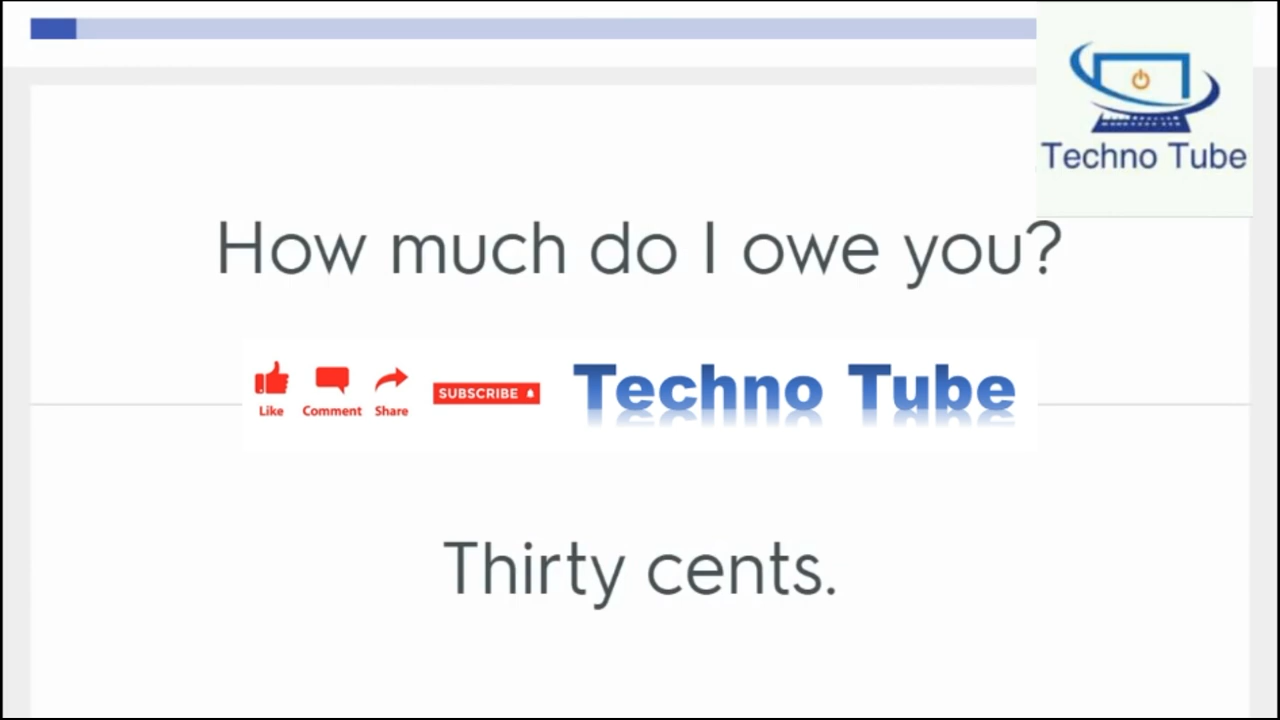 Techno Tube
How much do I owe you?
Like Comment Share SUBSCRIBE Techno Tube
Thirty cents.